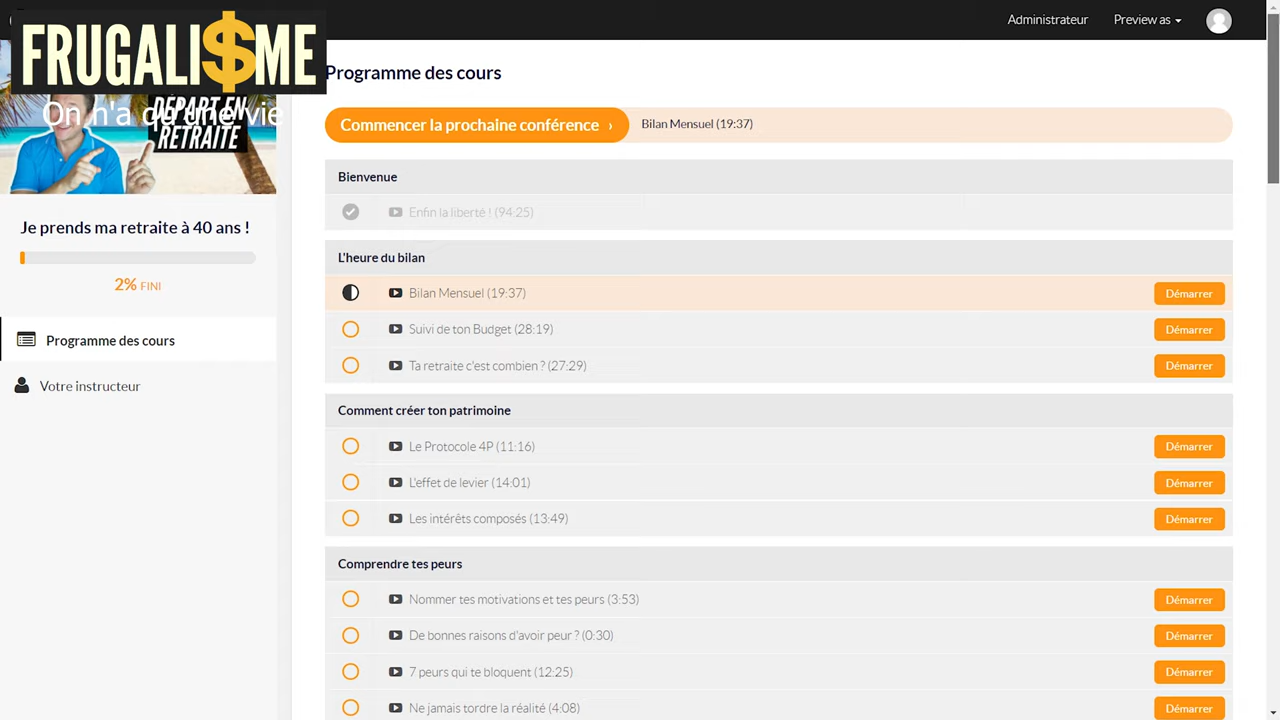 FRUGALI$ME
On n'a qu'une vie
DÉPART EN
RETRAITE
Administrateur
Preview as
Je prends ma retraite à 40 ans !
2% FINI
Programme des cours
Votre instructeur
Programme des cours
Commencer la prochaine conférence › Bilan Mensuel (19:37)
Bienvenue
Enfin la liberté ! (94:25)
L'heure du bilan
Bilan Mensuel (19:37) Démarrer
Suivi de ton Budget (28:19) Démarrer
Ta retraite c'est combien ? (27:29) Démarrer
Comment créer ton patrimoine
Le Protocole 4P (11:16) Démarrer
L'effet de levier (14:01) Démarrer
Les intérêts composés (13:49) Démarrer
Comprendre tes peurs
Nommer tes motivations et tes peurs (3:53) Démarrer
De bonnes raisons d'avoir peur ? (0:30) Démarrer
7 peurs qui te bloquent (12:25) Démarrer
Ne jamais tordre la réalité (4:08) Démarrer